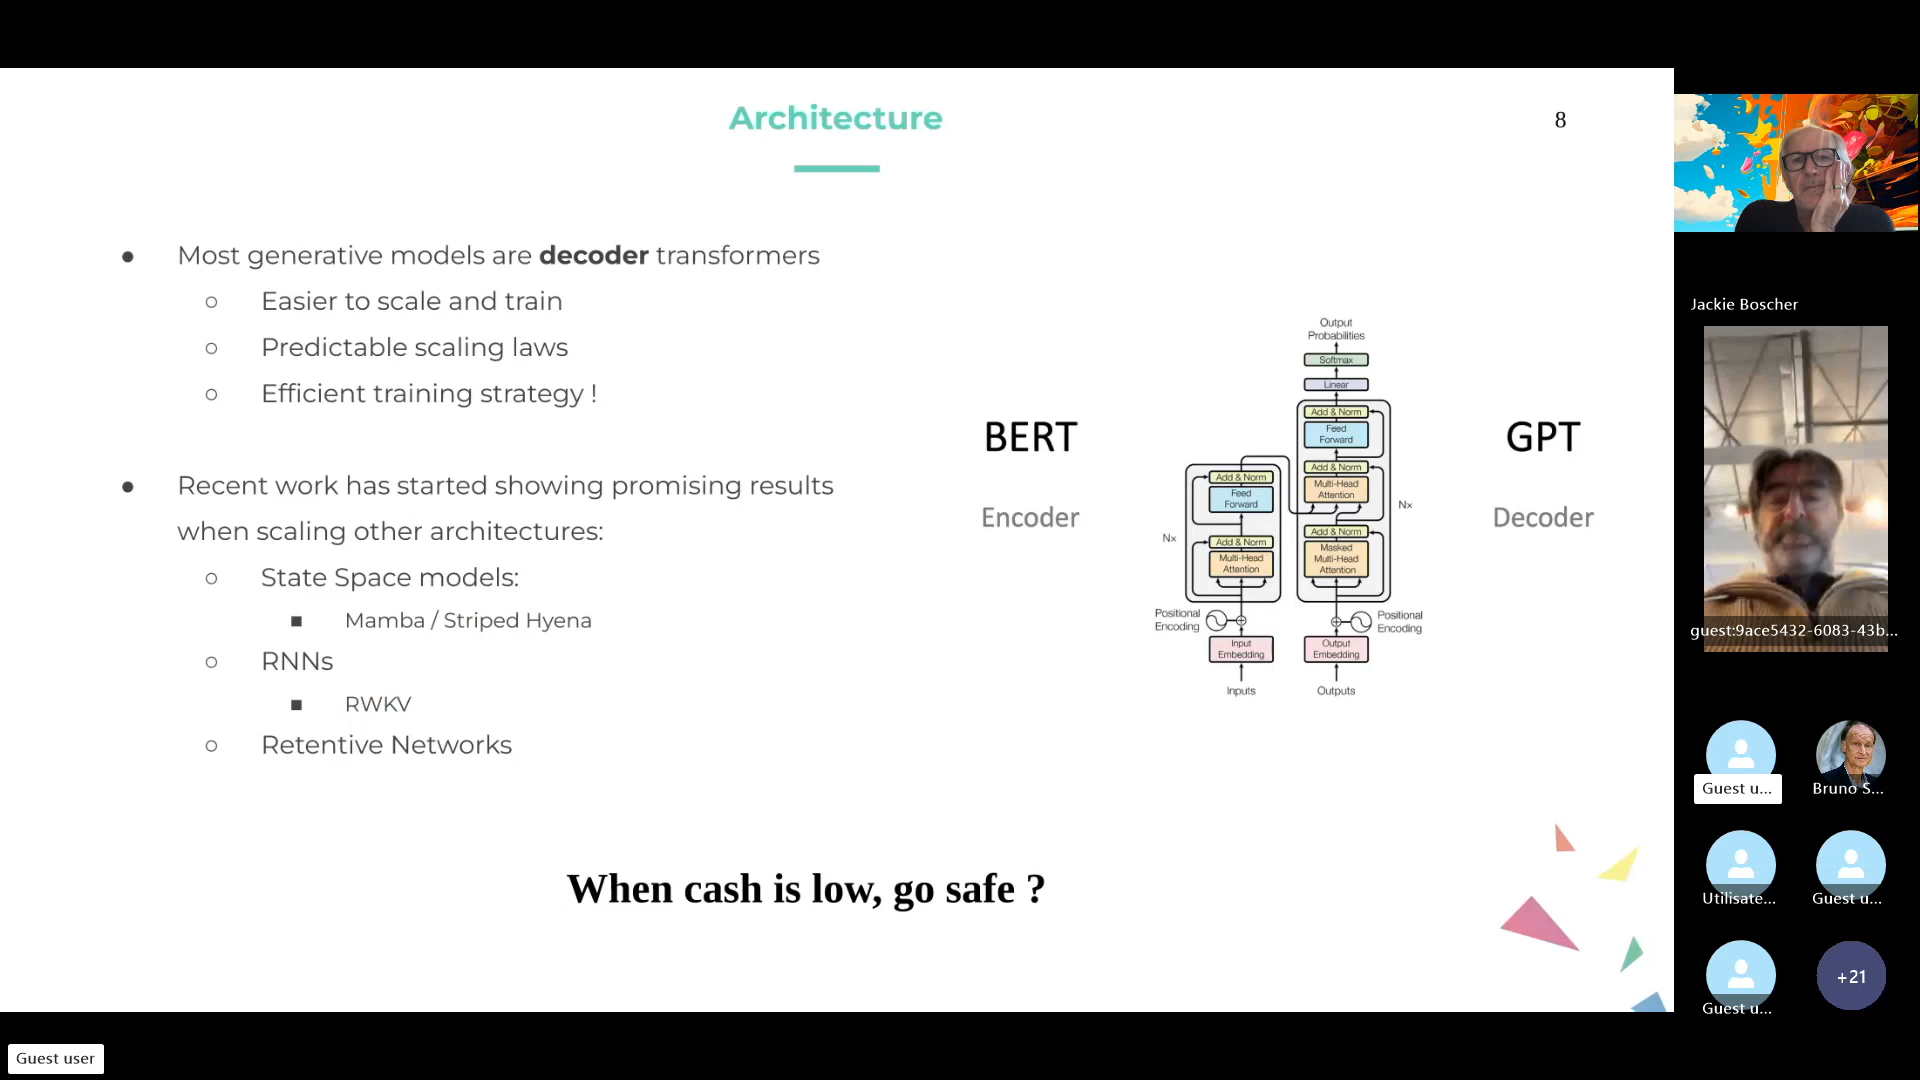 Architecture
8
● Most generative models are decoder transformers
○ Easier to scale and train
○ Predictable scaling laws
○ Efficient training strategy !
● Recent work has started showing promising results
when scaling other architectures:
○ State Space models:
■ Mamba / Striped Hyena
○ RNNs
■ RWKV
○ Retentive Networks
BERT
Encoder
GPT
Decoder
Output
Probabilities
Softmax
Linear
Add & Norm
Feed
Forward
Add & Norm
Multi-Head
Attention
Add & Norm
Masked
Multi-Head
Attention
Nx
Positional
Encoding
Output
Embedding
Outputs
Add & Norm
Feed
Forward
Add & Norm
Multi-Head
Attention
Nx
Positional
Encoding
Input
Embedding
Inputs
When cash is low, go safe ?
Jackie Boscher
guest:9ace5432-6083-43b...
Guest u...
Bruno S...
Utilisate...
Guest u...
Guest u...
+21
Guest user